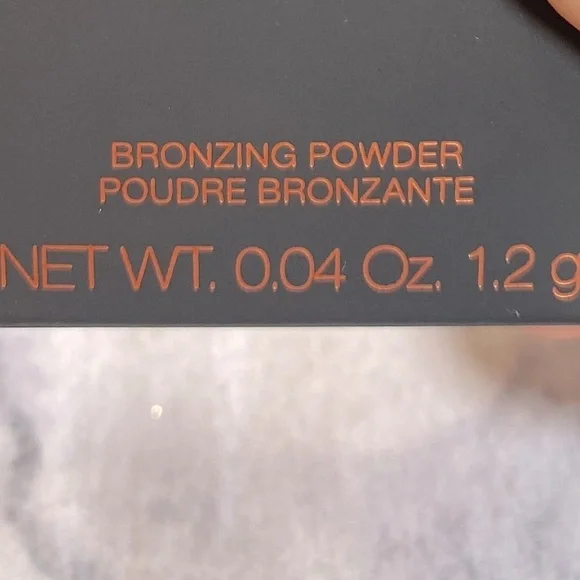 BRONZING POWDER
POUDRE BRONZANTE
NET WT. 0.04 Oz. 1.2 g